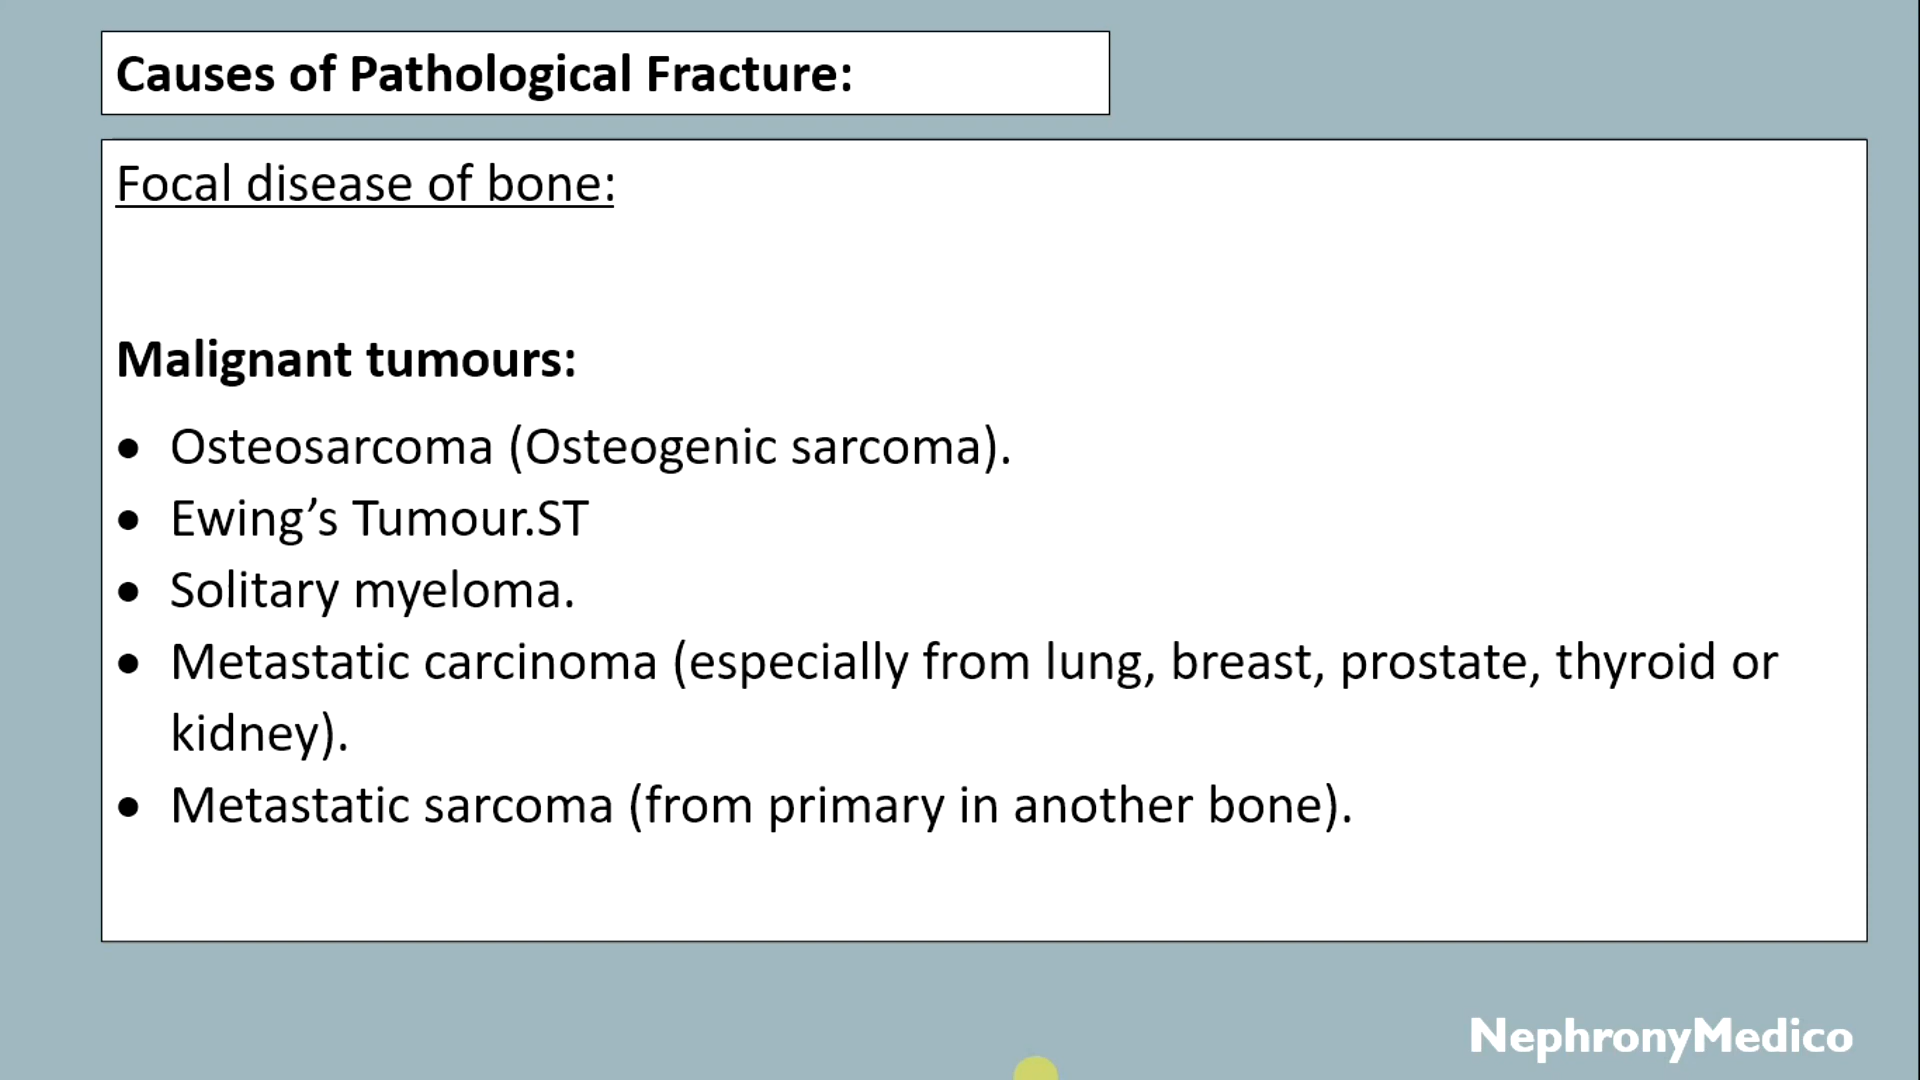 Causes of Pathological Fracture:
Focal disease of bone:
Malignant tumours:
• Osteosarcoma (Osteogenic sarcoma).
• Ewing’s Tumour.ST
• Solitary myeloma.
• Metastatic carcinoma (especially from lung, breast, prostate, thyroid or
kidney).
• Metastatic sarcoma (from primary in another bone).
NephronyMedico